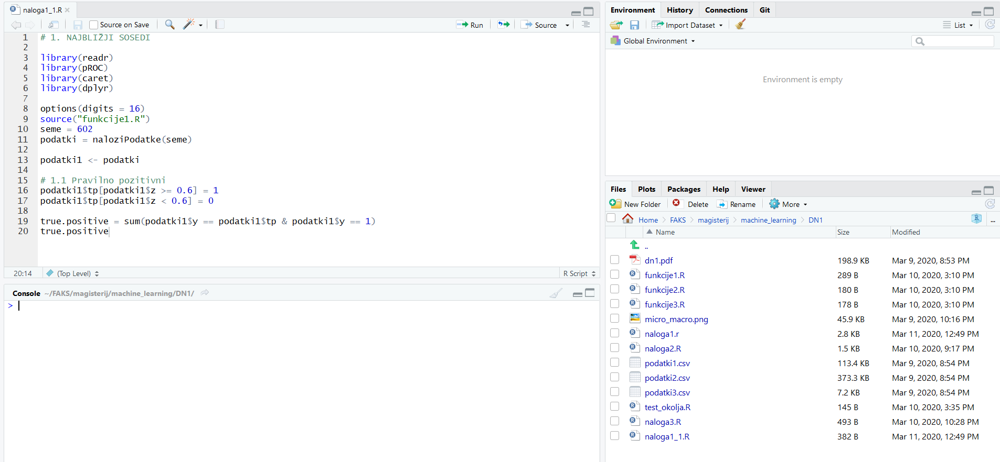 naloga1_1.R
Source on Save
Run
Source
1 # 1. NAJBLIŽJI SOSEDI
2
3 library(readr)
4 library(pROC)
5 library(caret)
6 library(dplyr)
7
8 options(digits = 16)
9 source("funkcije1.R")
10 seme = 602
11 podatki = naloziPodatke(seme)
12
13 podatki1 <- podatki
14
15 # 1.1 Pravilno pozitivni
16 podatki1$tp[podatki1$z >= 0.6] = 1
17 podatki1$tp[podatki1$z < 0.6] = 0
18
19 true.positive = sum(podatki1$y == podatki1$tp & podatki1$y == 1)
20 true.positive
20:14 (Top Level) R Script
Console ~/FAKS/magisterij/machine_learning/DN1/
>
Environment History Connections Git
Import Dataset List
Global Environment
Environment is empty
Files Plots Packages Help Viewer
New Folder Delete Rename More
Home FAKS magisterij machine_learning DN1 ...
Name Size Modified
..
dn1.pdf 198.9 KB Mar 9, 2020, 8:53 PM
funkcije1.R 289 B Mar 10, 2020, 3:10 PM
funkcije2.R 180 B Mar 10, 2020, 3:10 PM
funkcije3.R 178 B Mar 10, 2020, 3:10 PM
micro_macro.png 45.9 KB Mar 9, 2020, 10:16 PM
naloga1.r 2.8 KB Mar 11, 2020, 12:49 PM
naloga2.R 1.5 KB Mar 10, 2020, 9:17 PM
podatki1.csv 113.4 KB Mar 9, 2020, 8:54 PM
podatki2.csv 373.3 KB Mar 9, 2020, 8:54 PM
podatki3.csv 7.2 KB Mar 9, 2020, 8:54 PM
test_okolja.R 145 B Mar 10, 2020, 3:35 PM
naloga3.R 493 B Mar 10, 2020, 10:28 PM
naloga1_1.R 382 B Mar 11, 2020, 12:49 PM